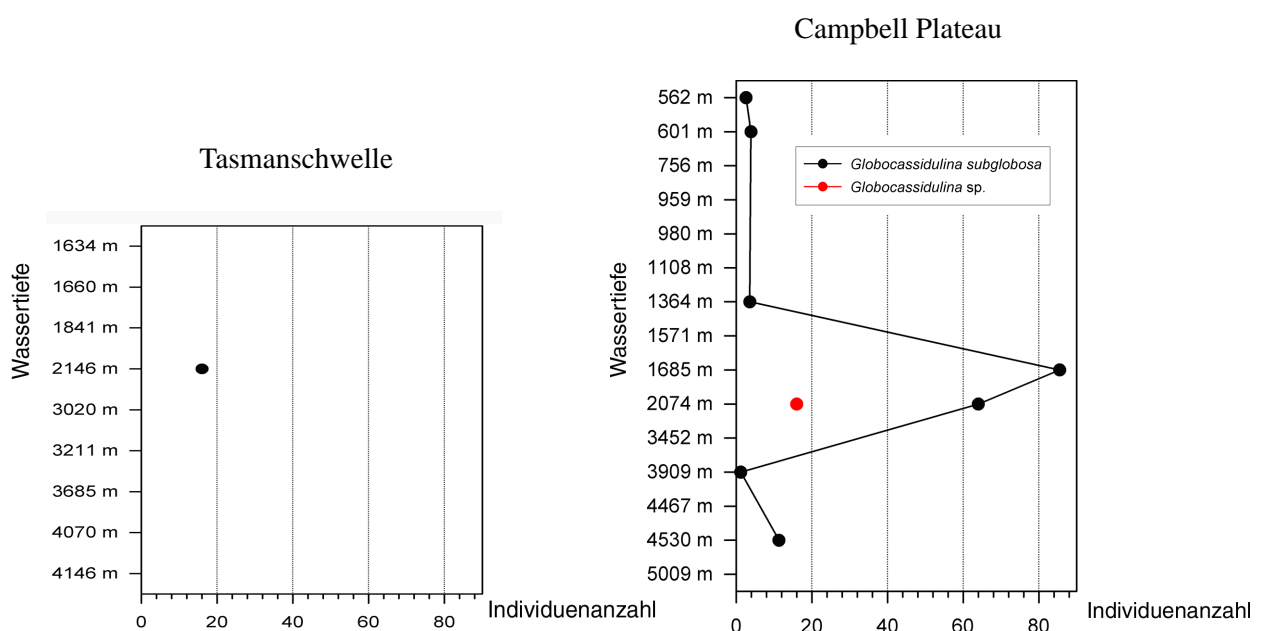 Campbell Plateau
Tasmanschwelle
Wassertiefe
1634 m
1660 m
1841 m
2146 m
3020 m
3211 m
3685 m
4070 m
4146 m
0 20 40 60 80
Individuenanzahl
Wassertiefe
562 m
601 m
756 m
959 m
980 m
1108 m
1364 m
1571 m
1685 m
2074 m
3452 m
3909 m
4467 m
4530 m
5009 m
Globocassidulina subglobosa
Globocassidulina sp.
0 20 40 60 80
Individuenanzahl